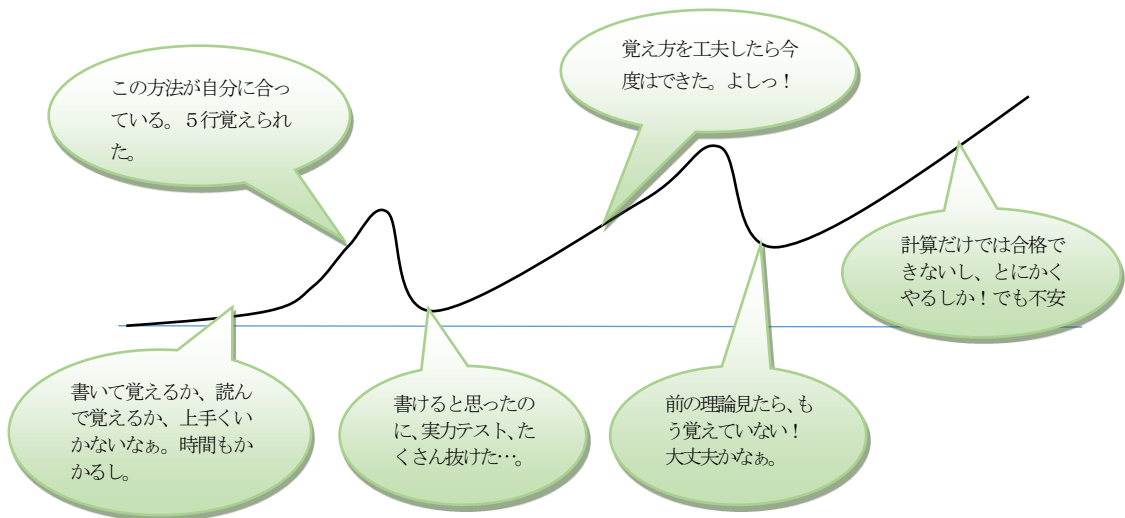 この方法が自分に合っ
ている。５行覚えられ
た。
覚え方を工夫したら今
度はできた。よしっ！
計算だけでは合格で
きないし、とにかく
やるしか！でも不安
書いて覚えるか、読ん
で覚えるか、上手くい
かないなぁ。時間もか
かるし。
書けると思ったの
に、実力テスト、た
くさん抜けた…。
前の理論見たら、も
う覚えていない！
大丈夫かなぁ。